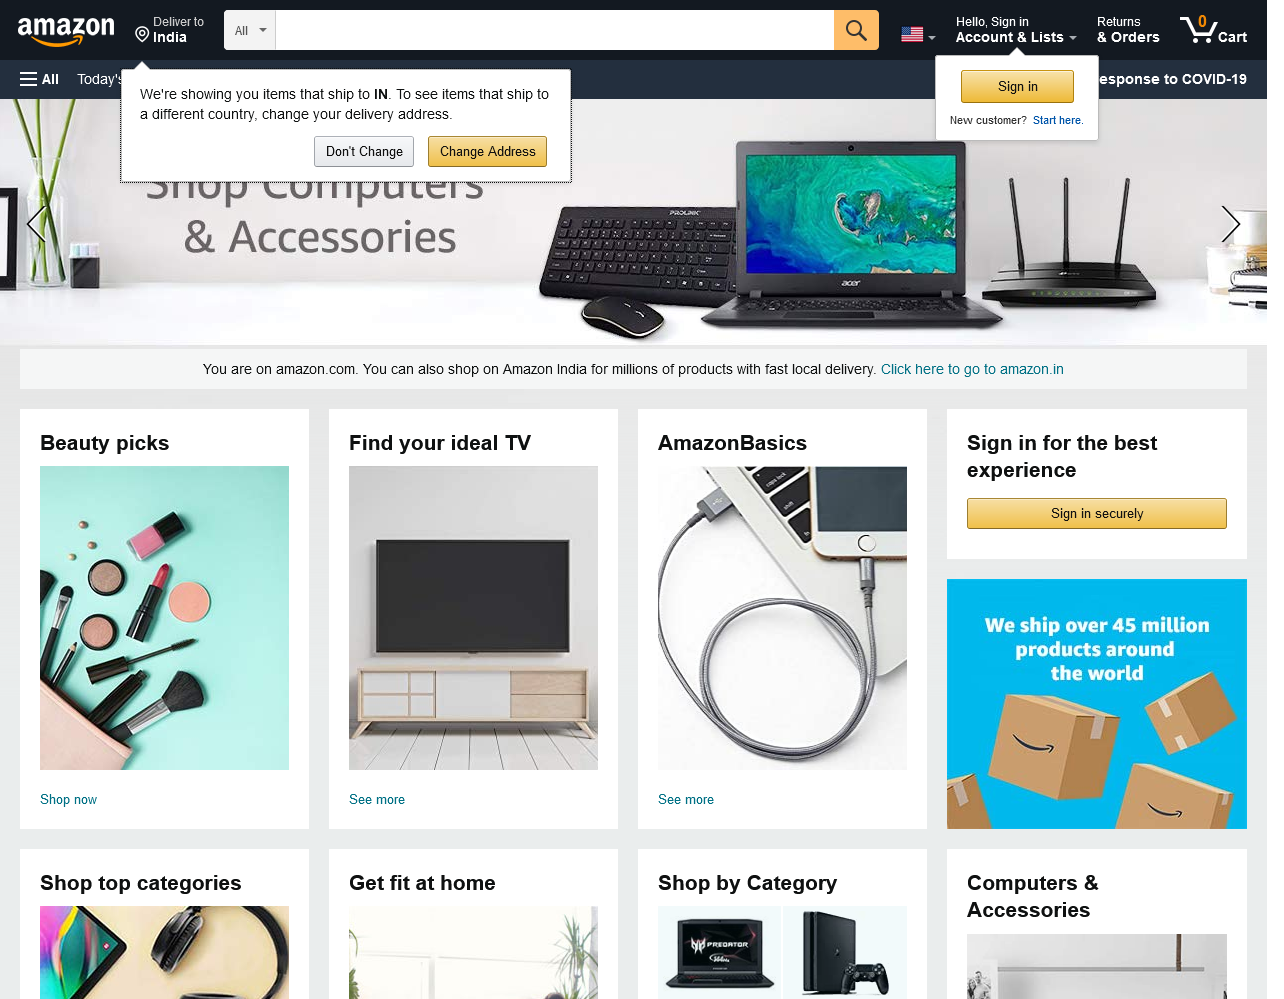 amazon
Deliver to
India
All
Hello, Sign in
Account & Lists
Returns
& Orders
0
Cart
All
Today's
esponse to COVID-19
We're showing you items that ship to IN. To see items that ship to
a different country, change your delivery address.
Don't Change
Change Address
Sign in
New customer? Start here.
Shop Computers
& Accessories
PROLINK
acer
You are on amazon.com. You can also shop on Amazon India for millions of products with fast local delivery. Click here to go to amazon.in
Beauty picks
Shop now
Find your ideal TV
See more
AmazonBasics
caps lock
shift
See more
Sign in for the best
experience
Sign in securely
We ship over 45 million
products around
the world
Shop top categories
Get fit at home
Shop by Category
PREDATOR
Computers &
Accessories